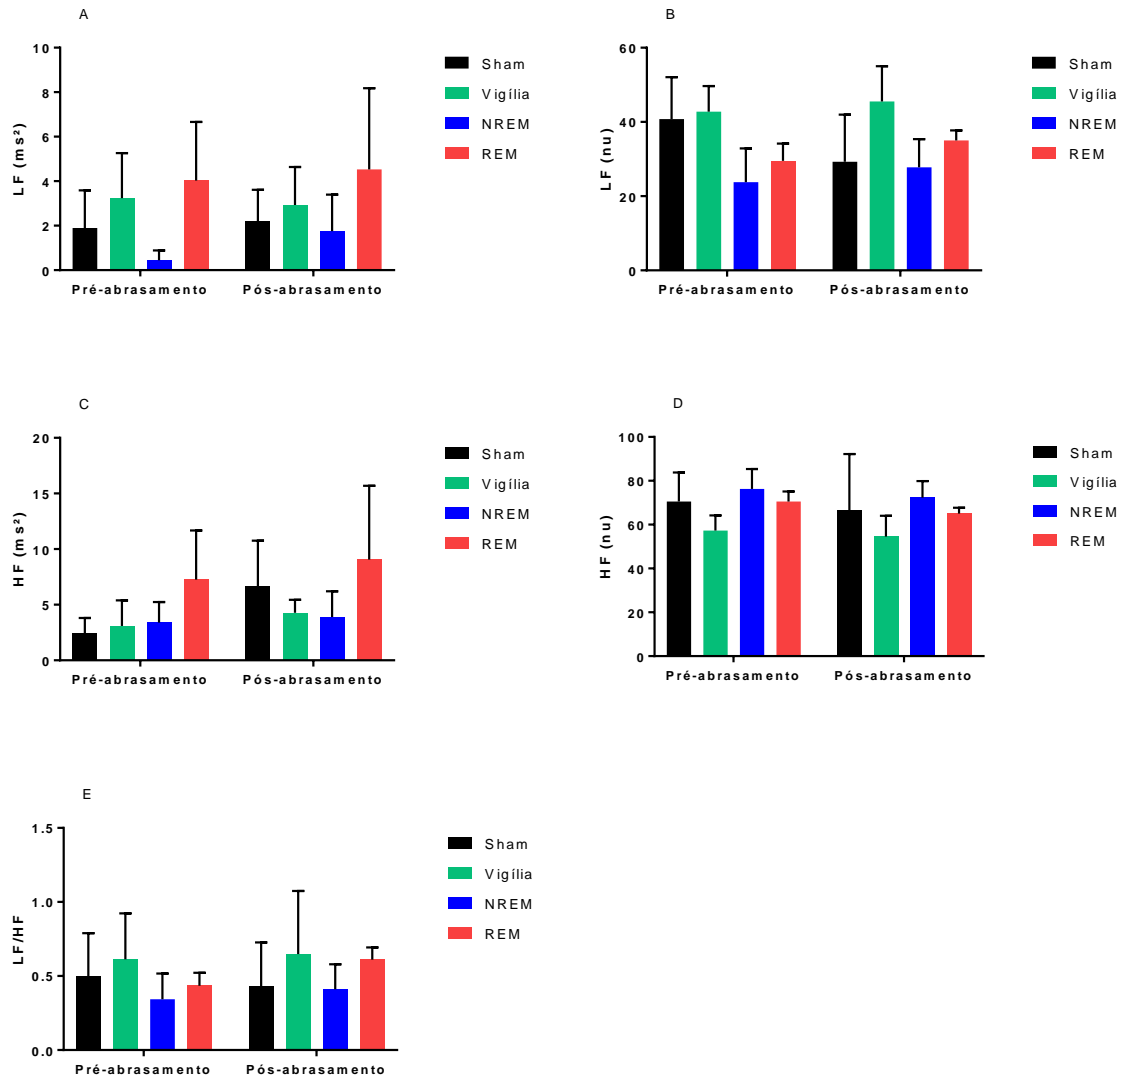 A
10
8
6
4
2
0
LF (ms²)
Pré-abrasamento
Pós-abrasamento
Sham
Vigília
NREM
REM
B
60
40
20
0
LF (nu)
Pré-abrasamento
Pós-abrasamento
Sham
Vigília
NREM
REM
C
20
15
10
5
0
HF (ms²)
Pré-abrasamento
Pós-abrasamento
Sham
Vigília
NREM
REM
D
100
80
60
40
20
0
HF (nu)
Pré-abrasamento
Pós-abrasamento
Sham
Vigília
NREM
REM
E
1.5
1.0
0.5
0.0
LF/HF
Pré-abrasamento
Pós-abrasamento
Sham
Vigília
NREM
REM